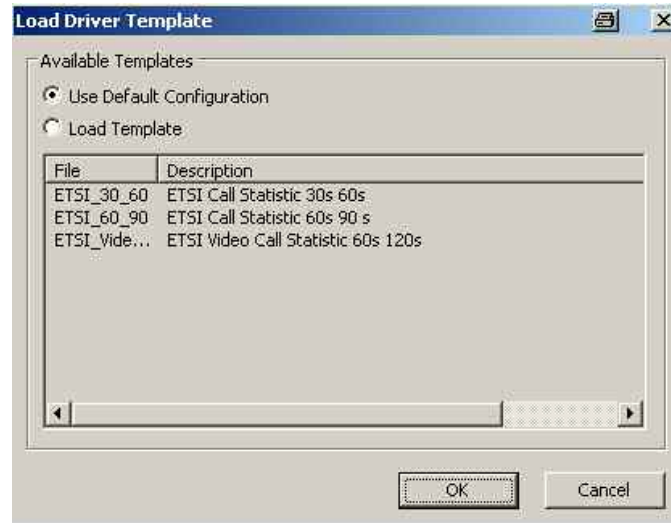 Load Driver Template
Available Templates
Use Default Configuration
Load Template
File Description
ETSI_30_60 ETSI Call Statistic 30s 60s
ETSI_60_90 ETSI Call Statistic 60s 90 s
ETSI_Vide... ETSI Video Call Statistic 60s 120s
OK Cancel